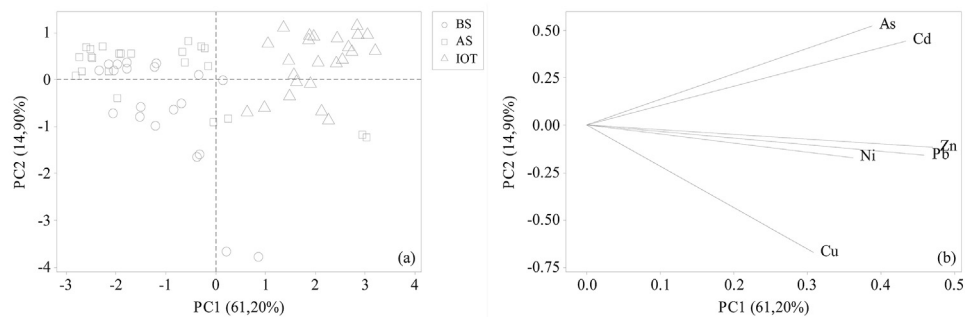 BS
AS
IOT
1
0
-1
-2
-3
-4
PC2 (14,90%)
-3 -2 -1 0 1 2 3 4
PC1 (61,20%)
(a)
0.50
0.25
0.00
-0.25
-0.50
-0.75
PC2 (14,90%)
As
Cd
Zn
Pb
Ni
Cu
(b)
0.0 0.1 0.2 0.3 0.4 0.5
PC1 (61,20%)